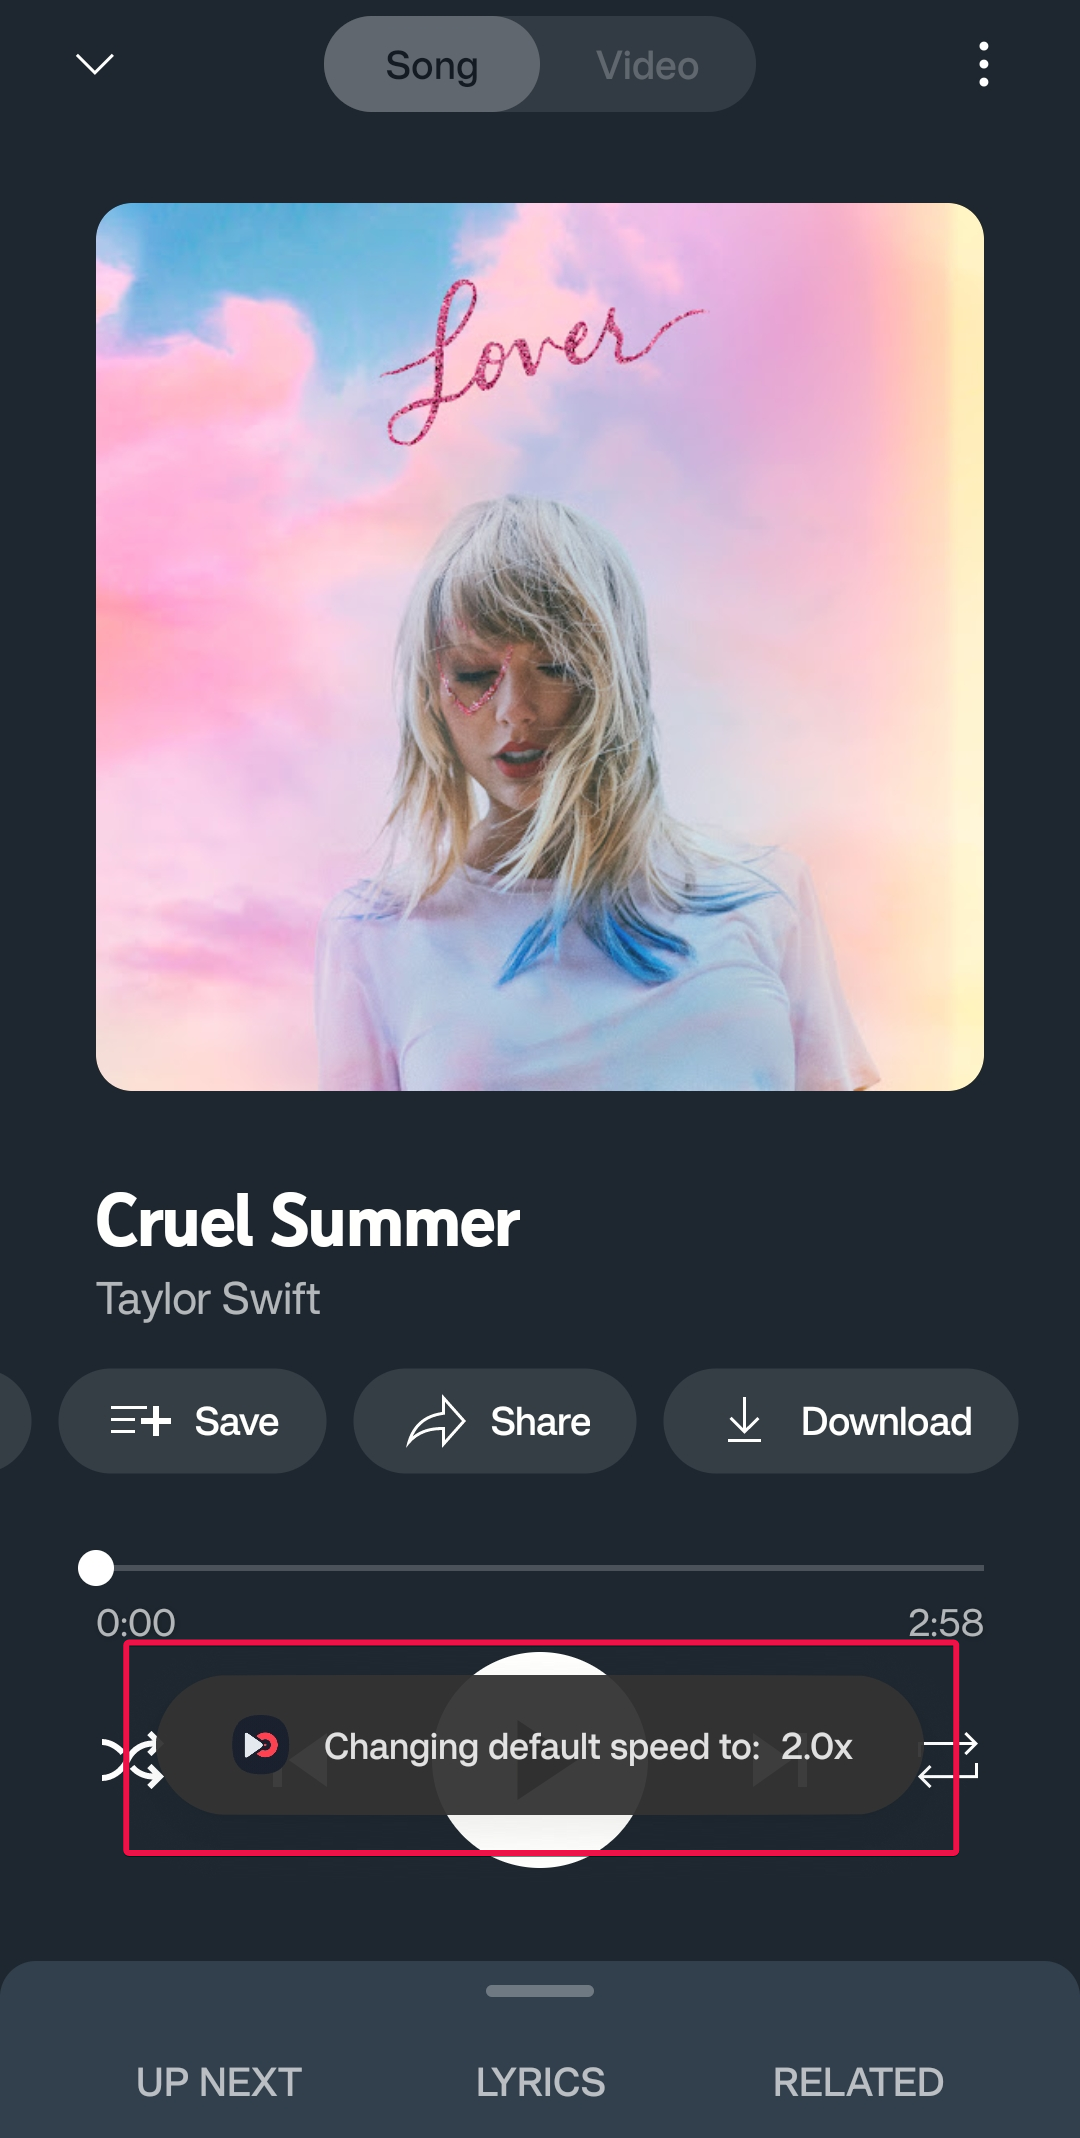 Song Video
Lover
Cruel Summer
Taylor Swift
Save Share Download
0:00 2:58
Changing default speed to: 2.0x
UP NEXT LYRICS RELATED